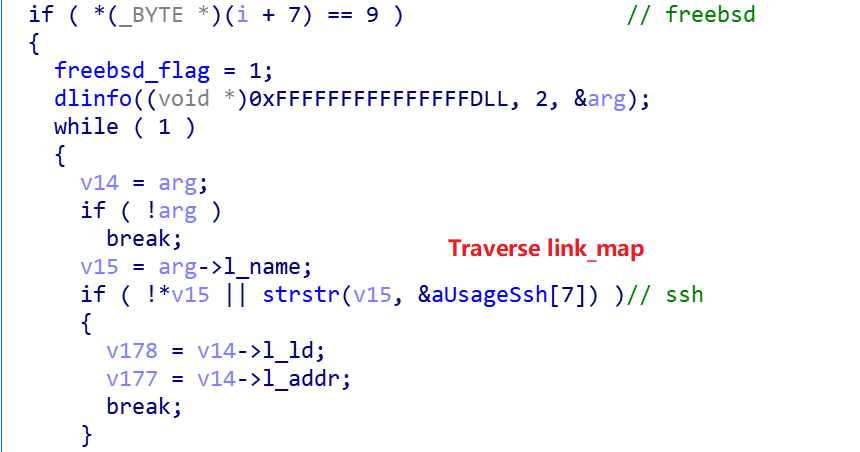 if ( *(_BYTE *)(i + 7) == 9 ) // freebsd
{
freebsd_flag = 1;
dlinfo((void *)0xFFFFFFFFFFFFFFFDLL, 2, &arg);
while ( 1 )
{
v14 = arg;
if ( !arg )
break;
Traverse link_map
v15 = arg->l_name;
if ( !*v15 || strstr(v15, &aUsageSsh[7]) )// ssh
{
v178 = v14->l_ld;
v177 = v14->l_addr;
break;
}